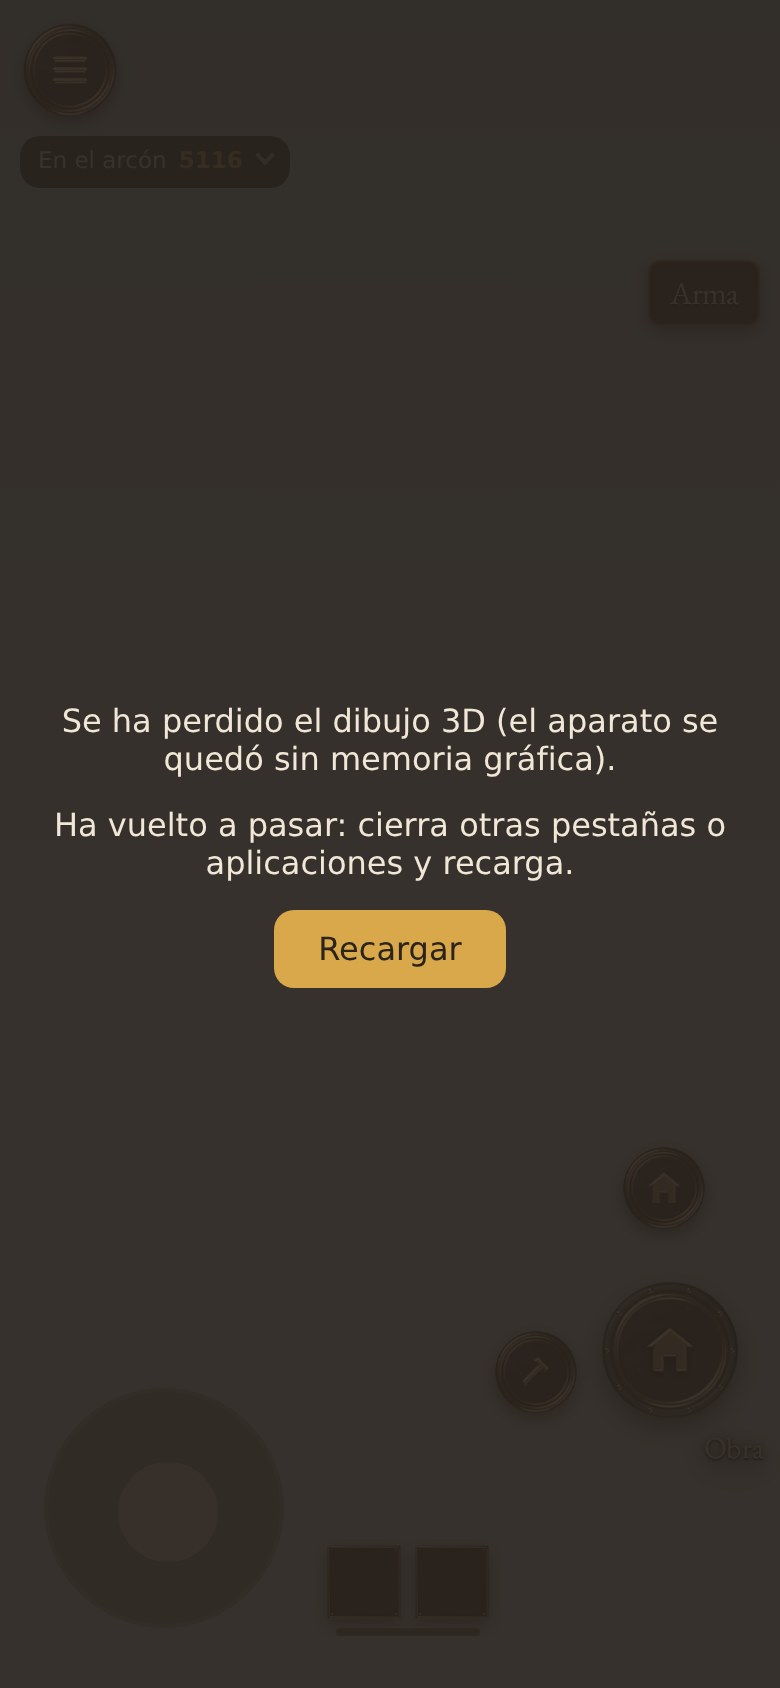 En el arcón 5116
Arma
Se ha perdido el dibujo 3D (el aparato se
quedó sin memoria gráfica).
Ha vuelto a pasar: cierra otras pestañas o
aplicaciones y recarga.
Recargar
Obra